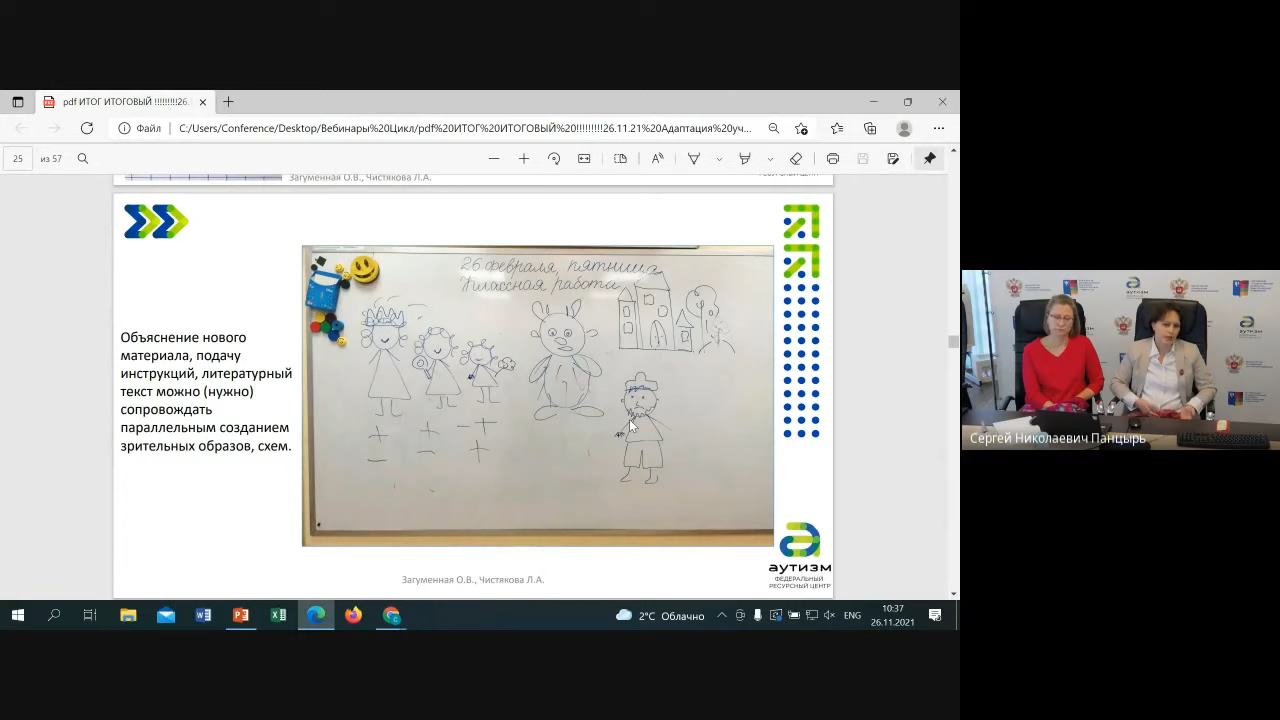 pdf ИТОГ ИТОГОВЫЙ !!!!!!!!!26.
Файл
C:/Users/Conference/Desktop/Вебинары%20Цикл/pdf%20ИТОГ%20ИТОГОВЫЙ%20!!!!!!!!!26.11.21%20Адаптация%20уч...
25 из 57
Загуменная О.В., Чистякова Л.А.
26 февраля, пятница
Классная работа
Объяснение нового
материала, подачу
инструкций, литературный
текст можно (нужно)
сопровождать
параллельным созданием
зрительных образов, схем.
Загуменная О.В., Чистякова Л.А.
аутизм
ФЕДЕРАЛЬНЫЙ
РЕСУРСНЫЙ ЦЕНТР
аутизм
Сергей Николаевич Панцырь
2°C Облачно
ENG
10:37
26.11.2021